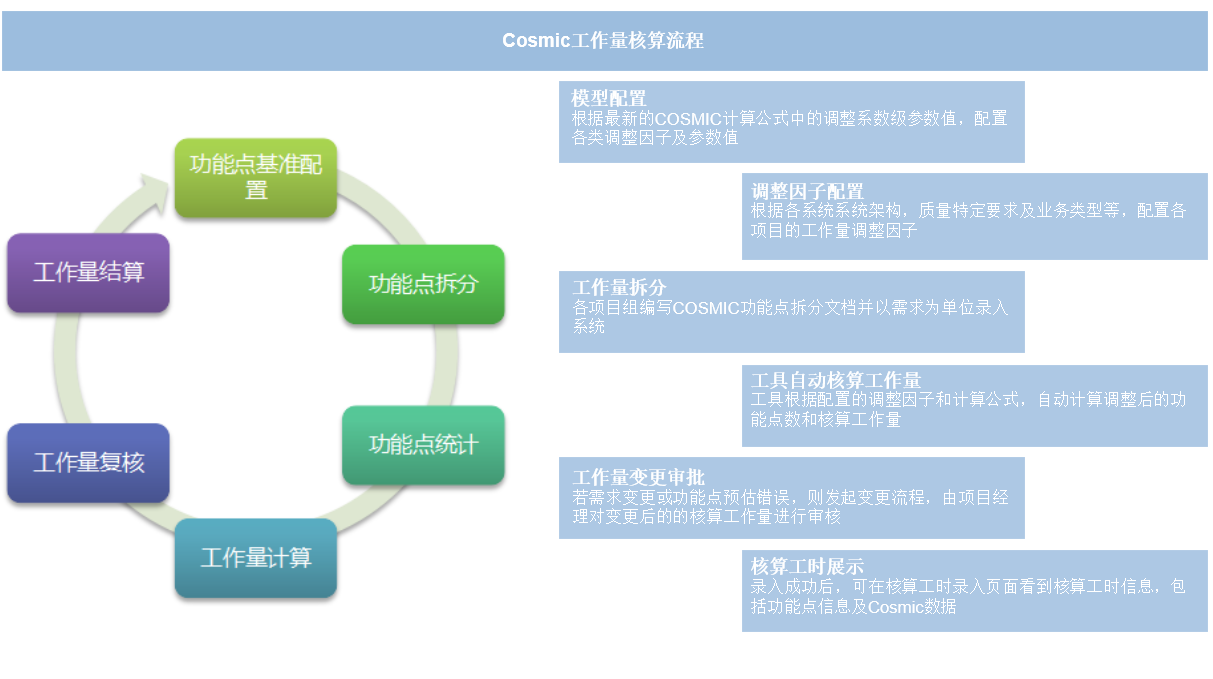 Cosmic工作量核算流程
功能点基准配
置
功能点拆分
功能点统计
工作量计算
工作量复核
工作量结算
模型配置
根据最新的COSMIC计算公式中的调整系数级参数值，配置
各类调整因子及参数值
调整因子配置
根据各系统系统架构，质量特定要求及业务类型等，配置各
项目的工作量调整因子
工作量拆分
各项目组编写COSMIC功能点拆分文档并以需求为单位录入
系统
工具自动核算工作量
工具根据配置的调整因子和计算公式，自动计算调整后的功
能点数和核算工作量
工作量变更审批
若需求变更或功能点预估错误，则发起变更流程，由项目经
理对变更后的的核算工作量进行审核
核算工时展示
录入成功后，可在核算工时录入页面看到核算工时信息，包
括功能点信息及Cosmic数据